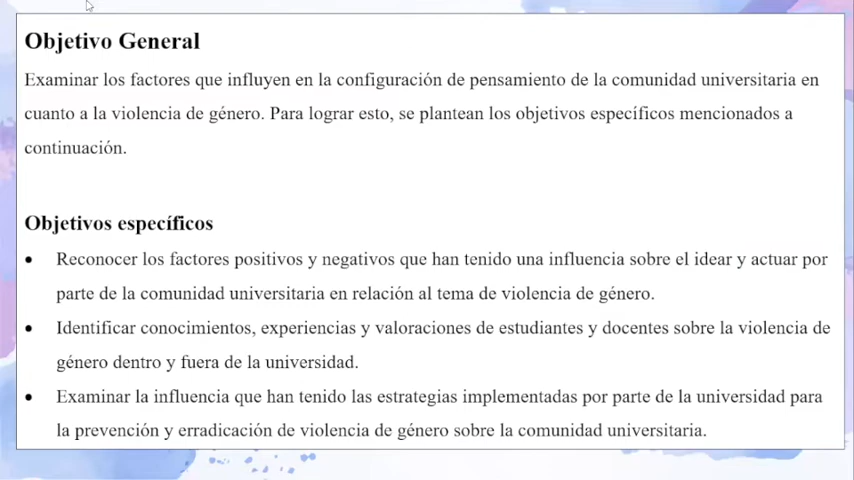 Objetivo General
Examinar los factores que influyen en la configuración de pensamiento de la comunidad universitaria en
cuanto a la violencia de género. Para lograr esto, se plantean los objetivos específicos mencionados a
continuación.
Objetivos específicos
• Reconocer los factores positivos y negativos que han tenido una influencia sobre el idear y actuar por
parte de la comunidad universitaria en relación al tema de violencia de género.
• Identificar conocimientos, experiencias y valoraciones de estudiantes y docentes sobre la violencia de
género dentro y fuera de la universidad.
• Examinar la influencia que han tenido las estrategias implementadas por parte de la universidad para
la prevención y erradicación de violencia de género sobre la comunidad universitaria.